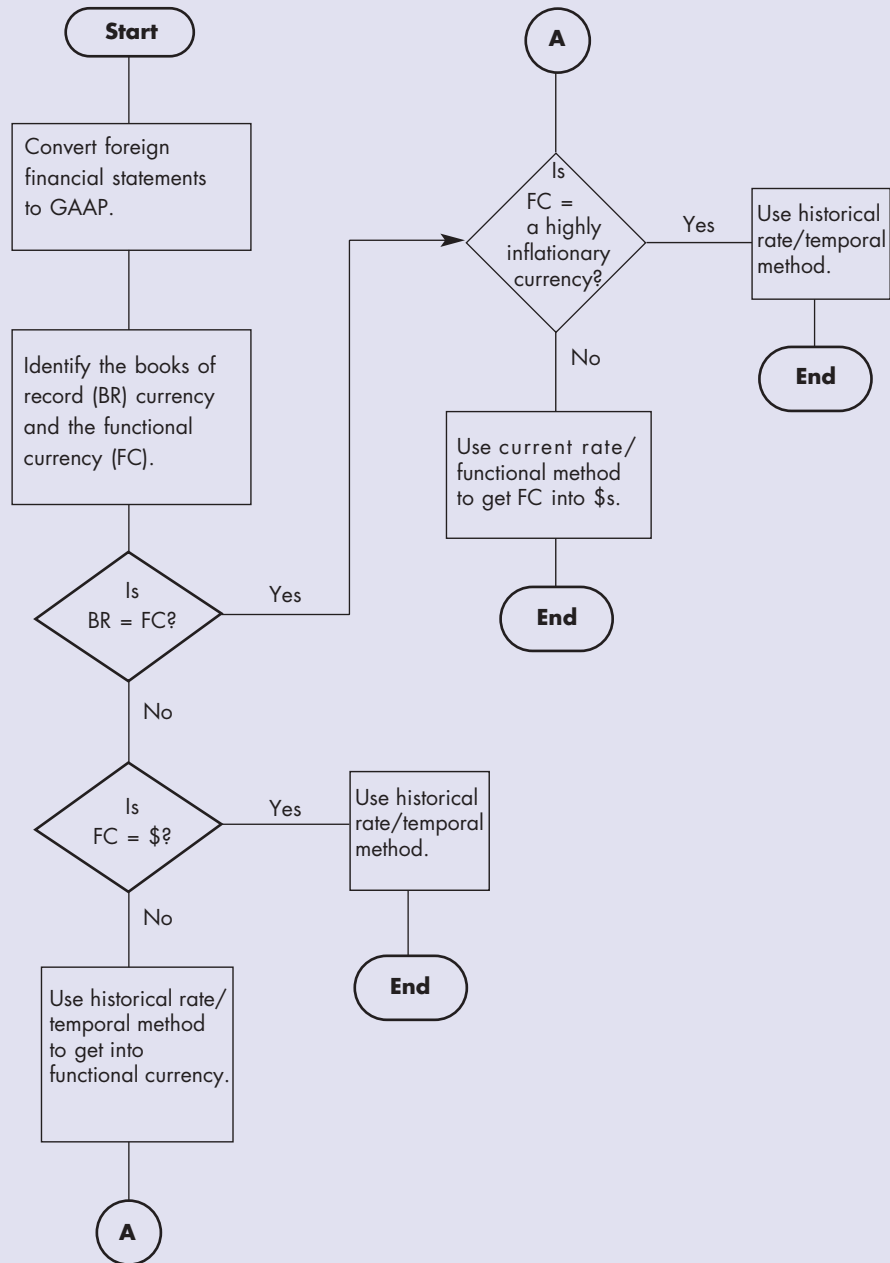 Start
Convert foreign
financial statements
to GAAP.
Identify the books of
record (BR) currency
and the functional
currency (FC).
Is
BR = FC?
Yes
No
Is
FC = $?
Yes
Use historical
rate/temporal
method.
End
No
Use historical rate/
temporal method
to get into
functional currency.
A
A
Is
FC =
a highly
inflationary
currency?
Yes
Use historical
rate/temporal
method.
End
No
Use current rate/
functional method
to get FC into $s.
End